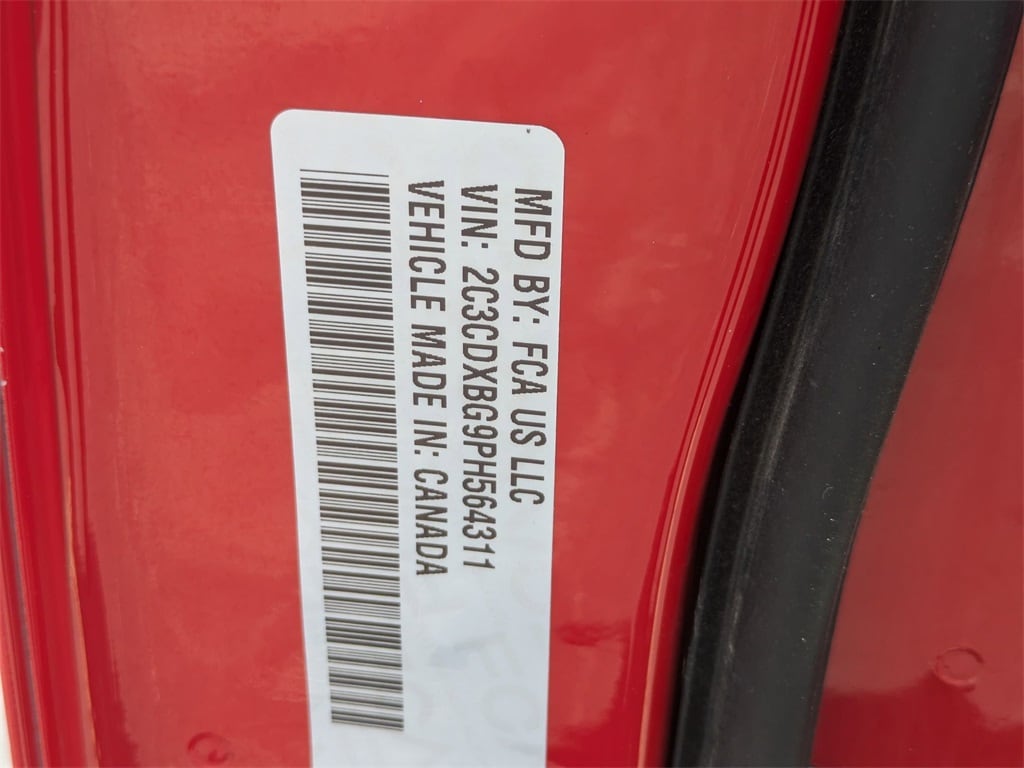 MFD BY: FCA US LLC
VIN: 2C3CDXBG9PH564311
VEHICLE MADE IN: CANADA